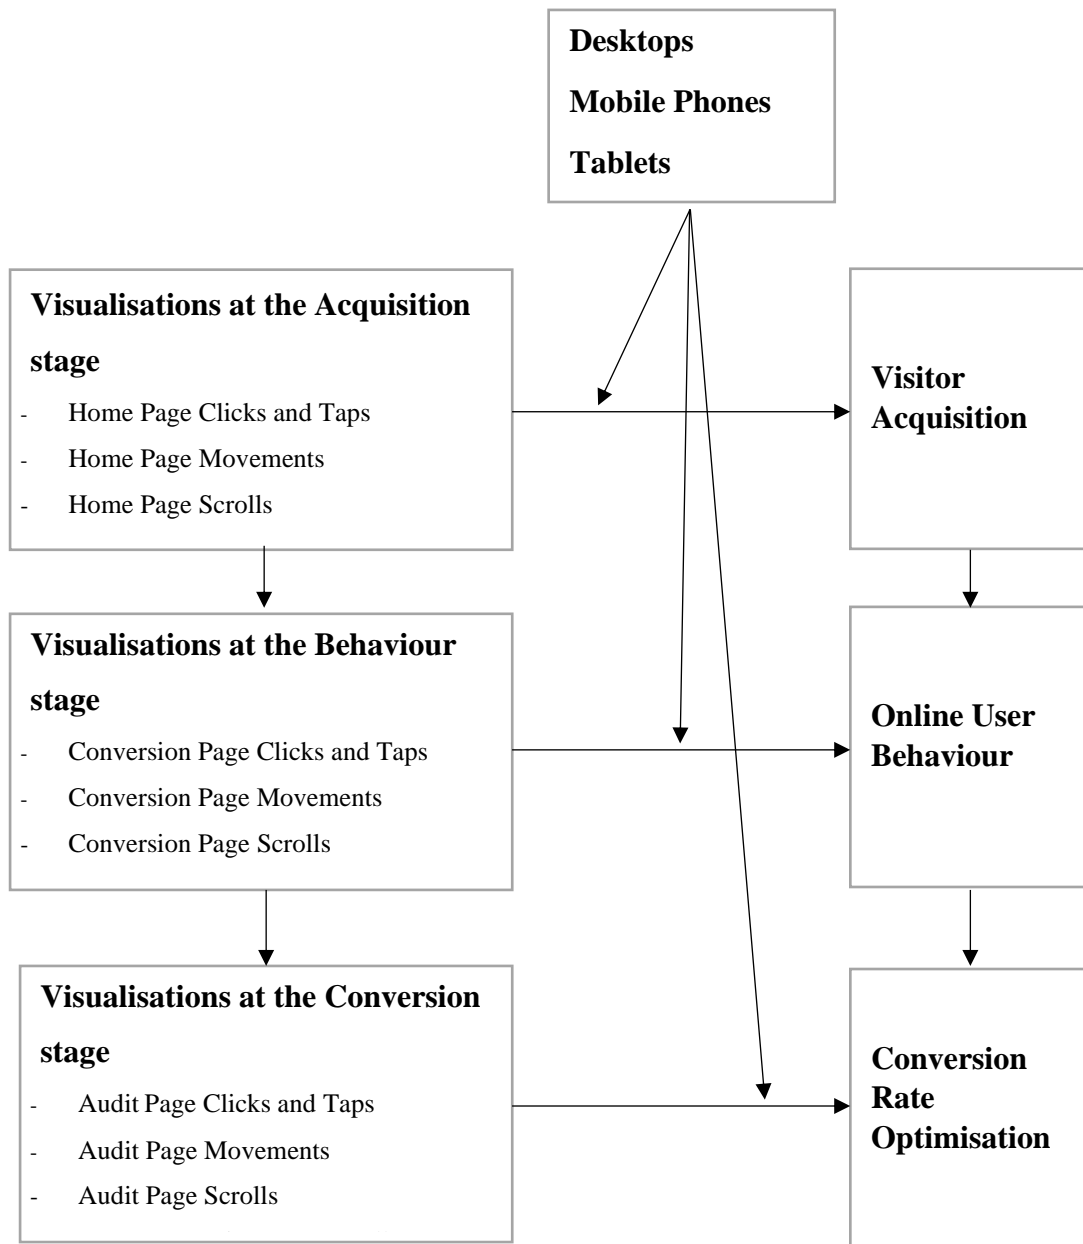 Desktops
Mobile Phones
Tablets
Visualisations at the Acquisition
stage
- Home Page Clicks and Taps
- Home Page Movements
- Home Page Scrolls
Visitor
Acquisition
Visualisations at the Behaviour
stage
- Conversion Page Clicks and Taps
- Conversion Page Movements
- Conversion Page Scrolls
Online User
Behaviour
Visualisations at the Conversion
stage
- Audit Page Clicks and Taps
- Audit Page Movements
- Audit Page Scrolls
Conversion
Rate
Optimisation